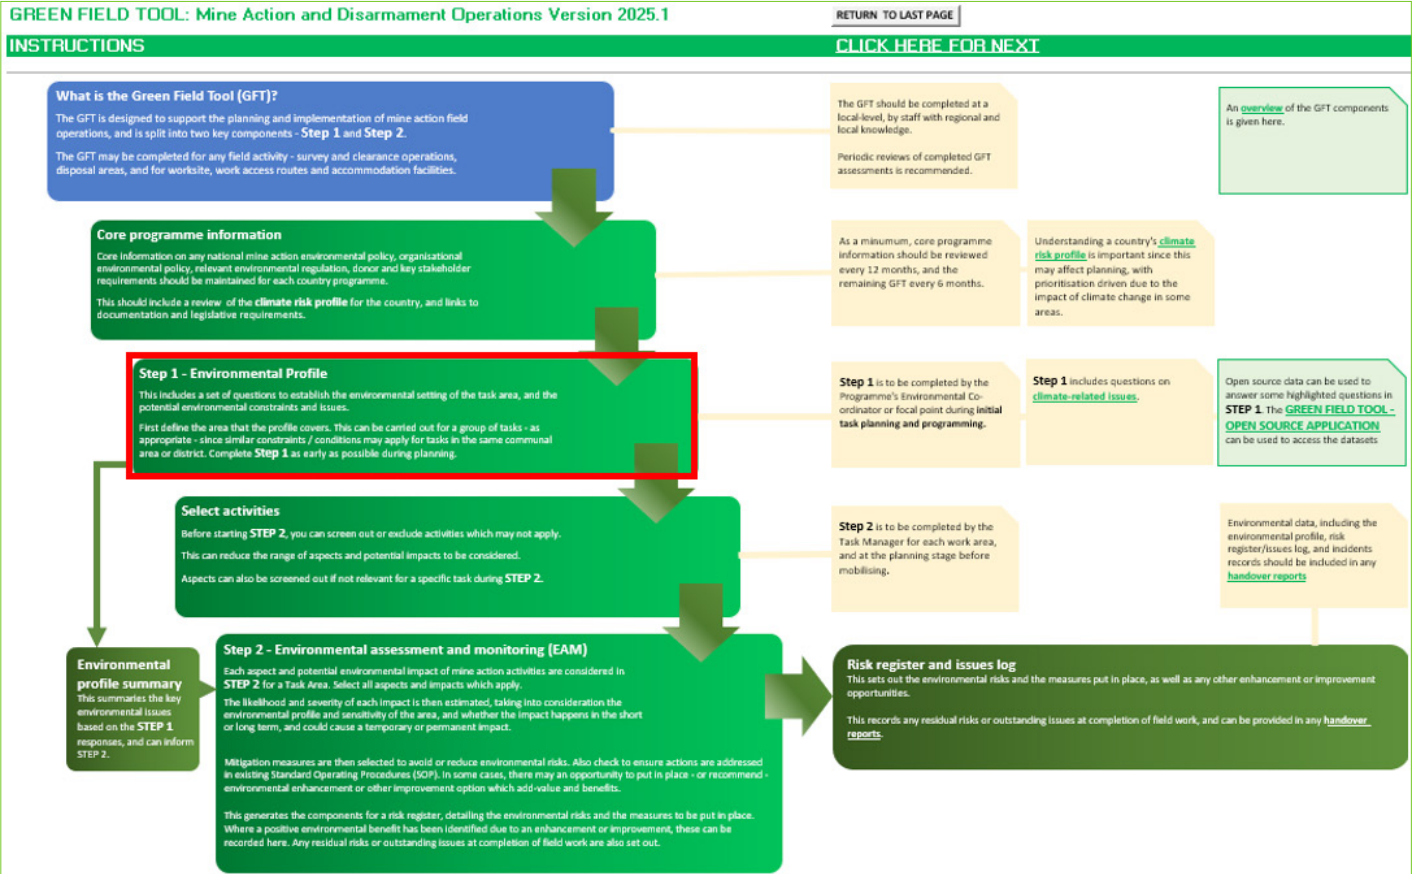 GREEN FIELD TOOL: Mine Action and Disarmament Operations Version 2025.1
RETURN TO LAST PAGE
INSTRUCTIONS
CLICK HERE FOR NEXT
What is the Green Field Tool (GFT)?
The GFT is designed to support the planning and implementation of mine action field
operations, and is split into two key components - Step 1 and Step 2.
The GFT may be completed for any field activity - survey and clearance operations,
disposal areas, and for worksite, work access routes and accommodation facilities.
The GFT should be completed at a
local-level, by staff with regional and
local knowledge.
Periodic reviews of completed GFT
assessments is recommended.
An overview of the GFT components
is given here.
Core programme information
Core information on any national mine action environmental policy, organisational
environmental policy, relevant environmental regulation, donor and key stakeholder
requirements should be maintained for each country programme.
This should include a review of the climate risk profile for the country, and links to
documentation and legislative requirements.
As a minumum, core programme
information should be reviewed
every 12 months, and the
remaining GFT every 6 months.
Understanding a country's climate
risk profile is important since this
may affect planning, with
prioritisation driven due to the
impact of climate change in some
areas.
Step 1 - Environmental Profile
This includes a set of questions to establish the environmental setting of the task area, and the
potential environmental constraints and issues.
First define the area that the profile covers. This can be carried out for a group of tasks - as
appropriate - since similar constraints / conditions may apply for tasks in the same communal
area or district. Complete Step 1 as early as possible during planning.
Step 1 is to be completed by the
Programme's Environmental Co-
ordinator or focal point during initial
task planning and programming.
Step 1 includes questions on
climate-related issues.
Open source data can be used to
answer some highlighted questions in
STEP 1. The GREEN FIELD TOOL -
OPEN SOURCE APPLICATION
can be used to access the datasets
Select activities
Before starting STEP 2, you can screen out or exclude activities which may not apply.
This can reduce the range of aspects and potential impacts to be considered.
Aspects can also be screened out if not relevant for a specific task during STEP 2.
Step 2 is to be completed by the
Task Manager for each work area,
and at the planning stage before
mobilising.
Environmental data, including the
environmental profile, risk
register/issues log, and incidents
records should be included in any
handover reports
Environmental
profile summary
This summaries the key
environmental issues
based on the STEP 1
responses, and can inform
STEP 2.
Step 2 - Environmental assessment and monitoring (EAM)
Each aspect and potential environmental impact of mine action activities are considered in
STEP 2 for a Task Area. Select all aspects and impacts which apply.
The likelihood and severity of each impact is then estimated, taking into consideration the
environmental profile and sensitivity of the area, and whether the impact happens in the short
or long term, and could cause a temporary or permanent impact.
Mitigation measures are then selected to avoid or reduce environmental risks. Also check to ensure actions are addressed
in existing Standard Operating Procedures (SOP). In some cases, there may an opportunity to put in place - or recommend -
environmental enhancement or other improvement option which add-value and benefits.
This generates the components for a risk register, detailing the environmental risks and the measures to be put in place.
Where a positive environmental benefit has been identified due to an enhancement or improvement, these can be
recorded here. Any residual risks or outstanding issues at completion of field work are also set out.
Risk register and issues log
This sets out the environmental risks and the measures put in place, as well as any other enhancement or improvement
opportunities.
This records any residual risks or outstanding issues at completion of field work, and can be provided in any handover
reports.